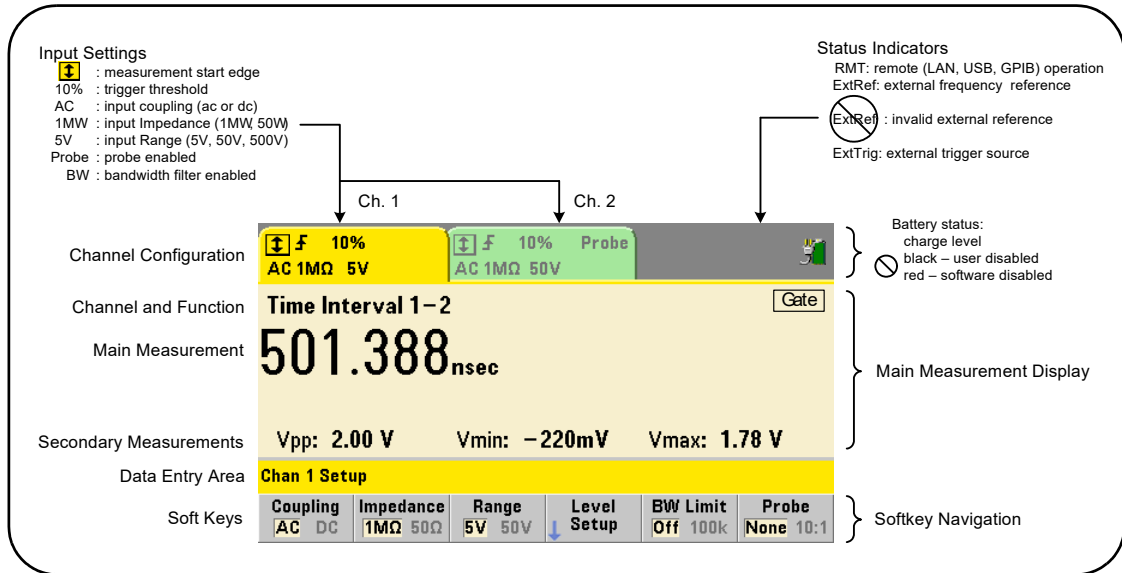 Input Settings
: measurement start edge
10% : trigger threshold
AC : input coupling (ac or dc)
1MW : input Impedance (1MW, 50W)
5V : input Range (5V, 50V, 500V)
Probe : probe enabled
BW : bandwidth filter enabled
Status Indicators
RMT: remote (LAN, USB, GPIB) operation
ExtRef: external frequency reference
ExtRef : invalid external reference
ExtTrig: external trigger source
Ch. 1
Ch. 2
Channel Configuration
10%
AC 1MΩ 5V
10% Probe
AC 1MΩ 50V
Battery status:
charge level
black – user disabled
red – software disabled
Channel and Function
Time Interval 1–2
Gate
Main Measurement
501.388nsec
Main Measurement Display
Secondary Measurements
Vpp: 2.00 V Vmin: –220mV Vmax: 1.78 V
Data Entry Area
Chan 1 Setup
Soft Keys
Coupling
AC DC
Impedance
1MΩ 50Ω
Range
5V 50V
Level
Setup
BW Limit
Off 100k
Probe
None 10:1
Softkey Navigation